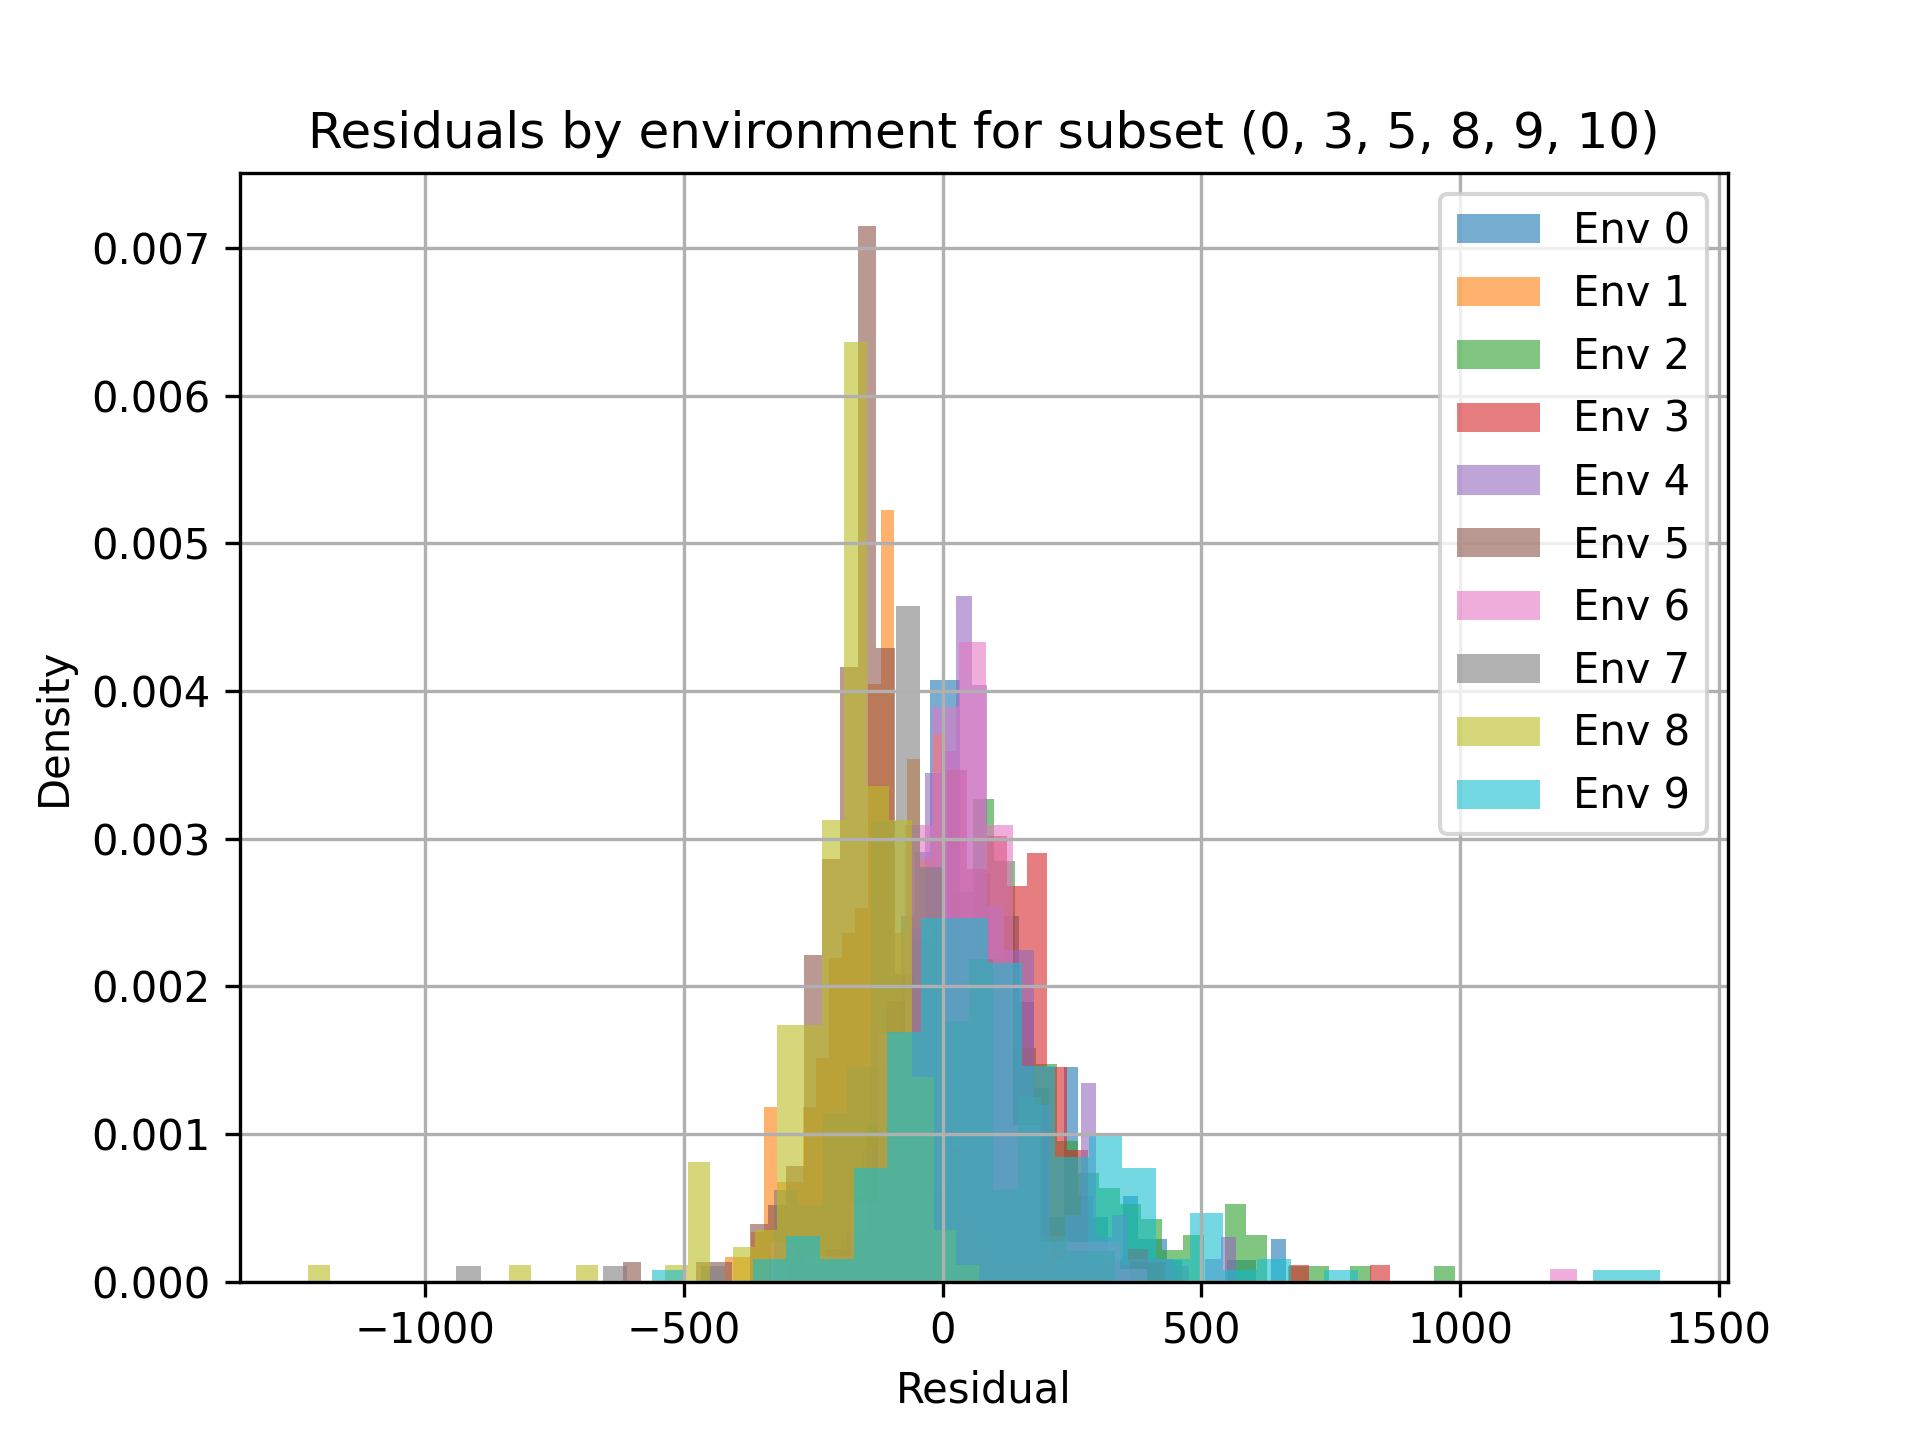 Residuals by environment for subset (0, 3, 5, 8, 9, 10)
0.007
0.006
0.005
0.004
0.003
0.002
0.001
0.000
Density
Env 0
Env 1
Env 2
Env 3
Env 4
Env 5
Env 6
Env 7
Env 8
Env 9
−1000 −500 0 500 1000 1500
Residual